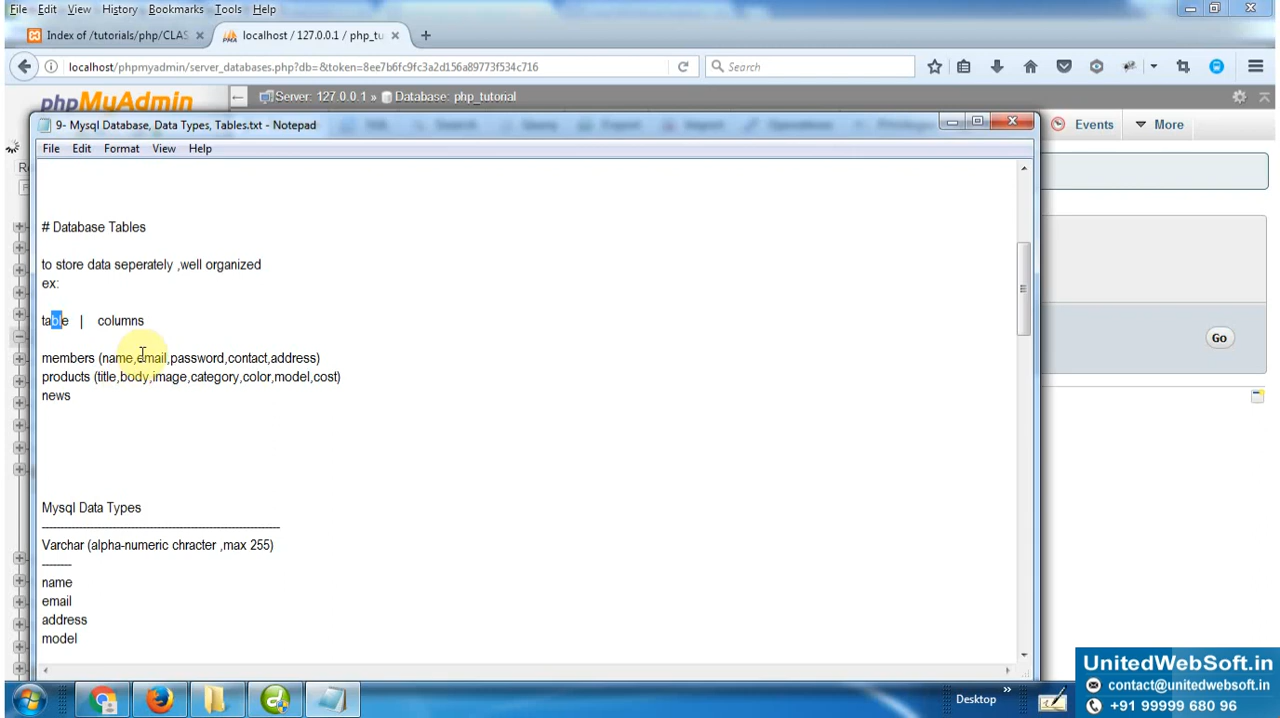 File Edit View History Bookmarks Tools Help
Index of /tutorials/php/CLAS
localhost / 127.0.0.1 / php_tu
localhost/phpmyadmin/server_databases.php?db=&token=8ee7b6fc9fc3a2d156a89773f534c716
Search
phpMyAdmin
Server: 127.0.0.1 » Database: php_tutorial
9- Mysql Database, Data Types, Tables.txt - Notepad
Events
More
File Edit Format View Help
# Database Tables
to store data seperately ,well organized
ex:
table | columns
Go
members (name,email,password,contact,address)
products (title,body,image,category,color,model,cost)
news
Mysql Data Types
------------------------------------------------------------
Varchar (alpha-numeric chracter ,max 255)
--------
name
email
address
model
UnitedWebSoft.in
contact@unitedwebsoft.in
+91 99999 680 96
Desktop